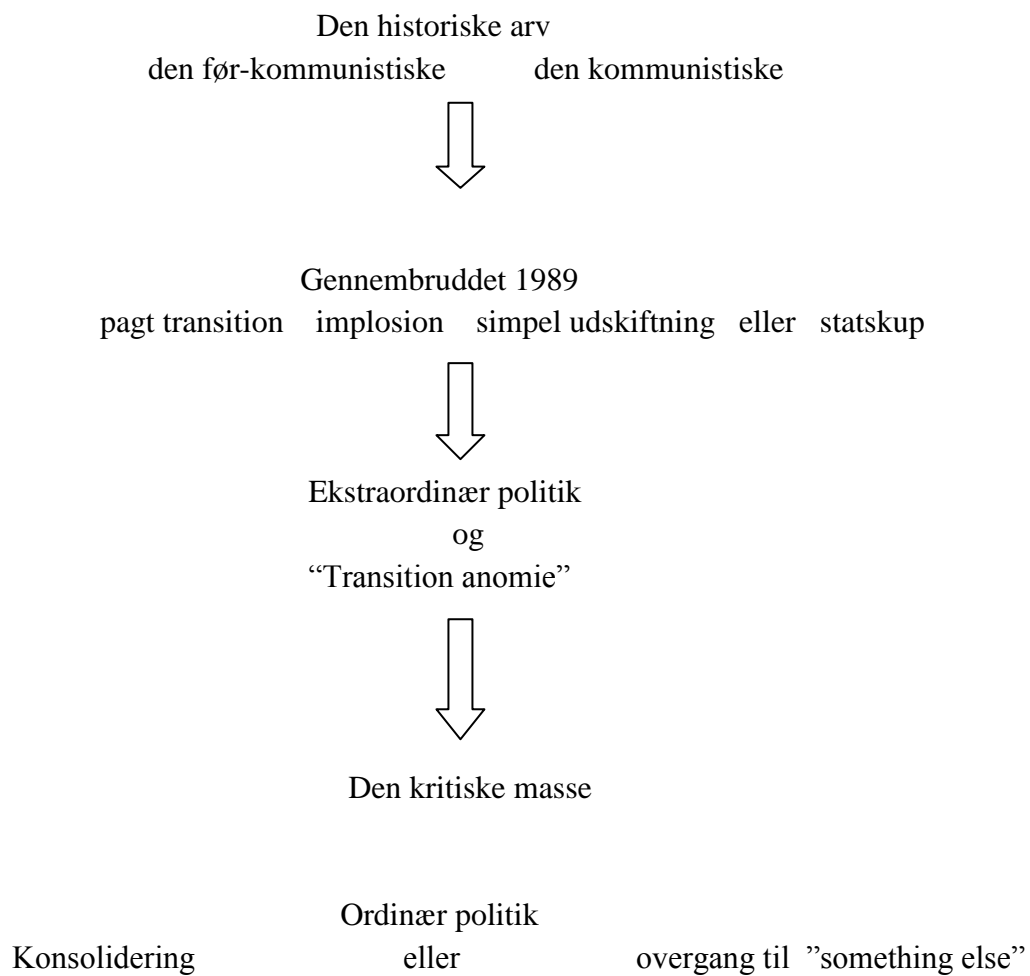 Den historiske arv
den før-kommunistiske den kommunistiske
Gennembruddet 1989
pagt transition implosion simpel udskiftning eller statskup
Ekstraordinær politik
og
“Transition anomie”
Den kritiske masse
Ordinær politik
Konsolidering eller overgang til ”something else”